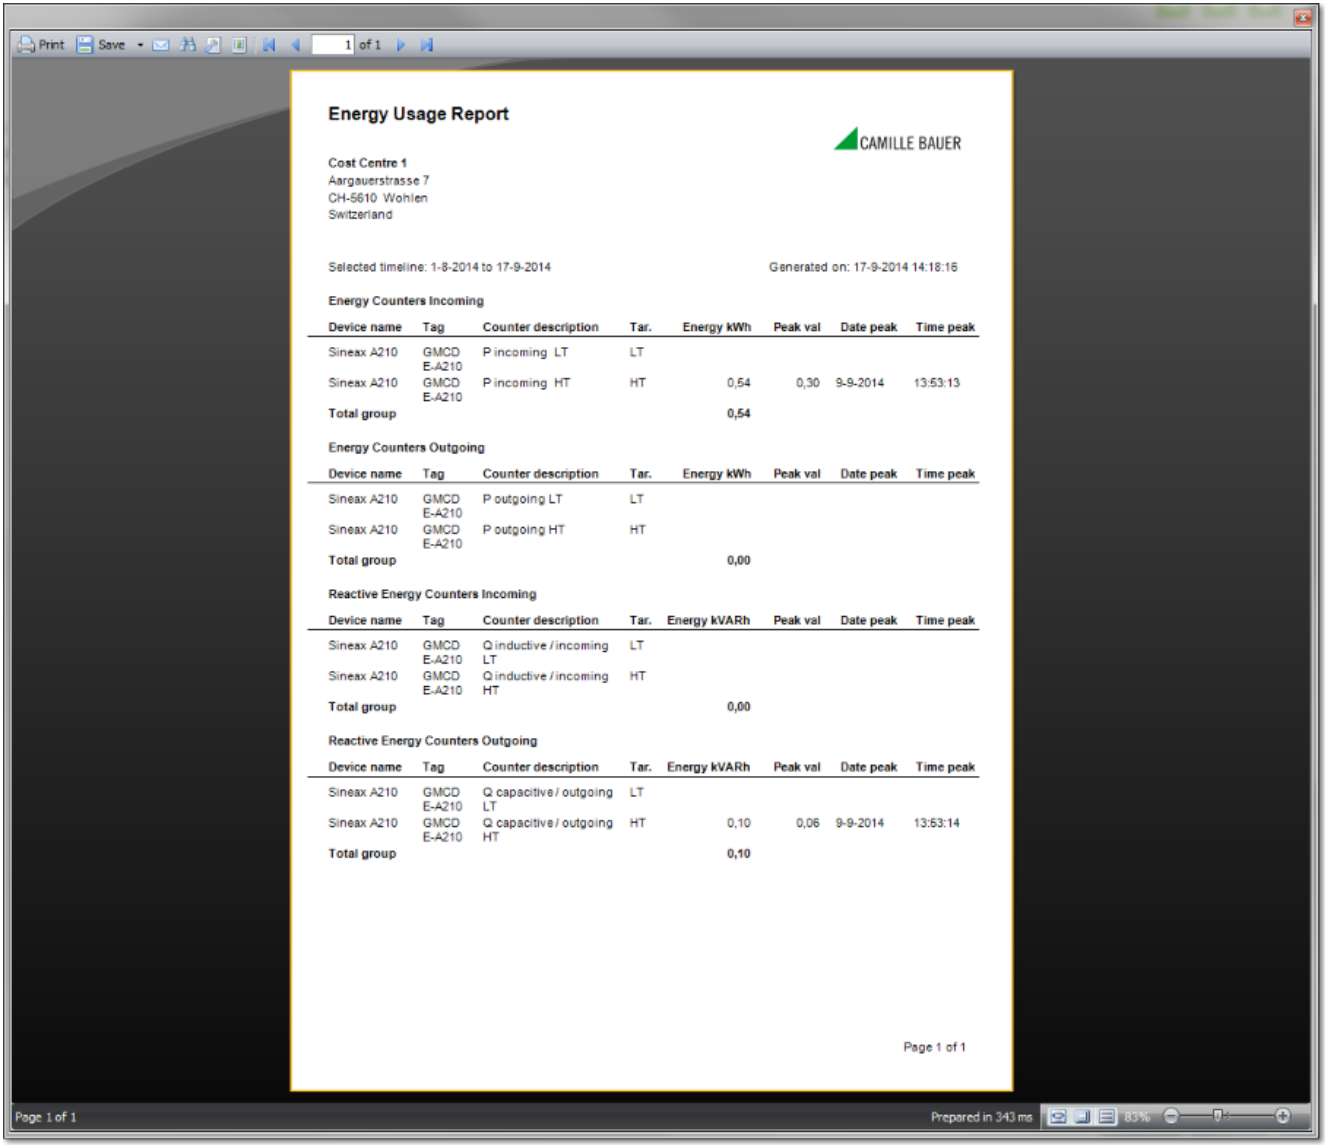 Print Save 1 of 1
Energy Usage Report
CAMILLE BAUER
Cost Centre 1
Aargauerstrasse 7
CH-5610 Wohlen
Switzerland
Selected timeline: 1-8-2014 to 17-9-2014 Generated on: 17-9-2014 14:18:16
Energy Counters Incoming
Device name Tag Counter description Tar. Energy kWh Peak val Date peak Time peak
Sineax A210 GMCD P incoming LT LT
E-A210
Sineax A210 GMCD P incoming HT HT 0,54 0,30 9-9-2014 13:53:13
E-A210
Total group 0,54
Energy Counters Outgoing
Device name Tag Counter description Tar. Energy kWh Peak val Date peak Time peak
Sineax A210 GMCD P outgoing LT LT
E-A210
Sineax A210 GMCD P outgoing HT HT
E-A210
Total group 0,00
Reactive Energy Counters Incoming
Device name Tag Counter description Tar. Energy kVARh Peak val Date peak Time peak
Sineax A210 GMCD Q inductive / incoming LT
E-A210 LT
Sineax A210 GMCD Q inductive / incoming HT
E-A210 HT
Total group 0,00
Reactive Energy Counters Outgoing
Device name Tag Counter description Tar. Energy kVARh Peak val Date peak Time peak
Sineax A210 GMCD Q capacitive / outgoing LT
E-A210 LT
Sineax A210 GMCD Q capacitive / outgoing HT 0,10 0,06 9-9-2014 13:53:14
E-A210 HT
Total group 0,10
Page 1 of 1
Page 1 of 1 Prepared in 343 ms 83%